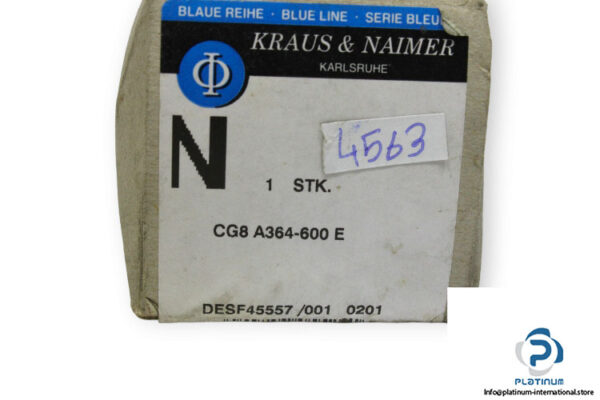 BLAUE REIHE · BLUE LINE · SERIE BLEU
KRAUS & NAIMER
KARLSRUHE
N
4563
1 STK.
CG8 A364-600 E
DESF45557 /001 0201
PLATINUM
Info@platinum-international.store